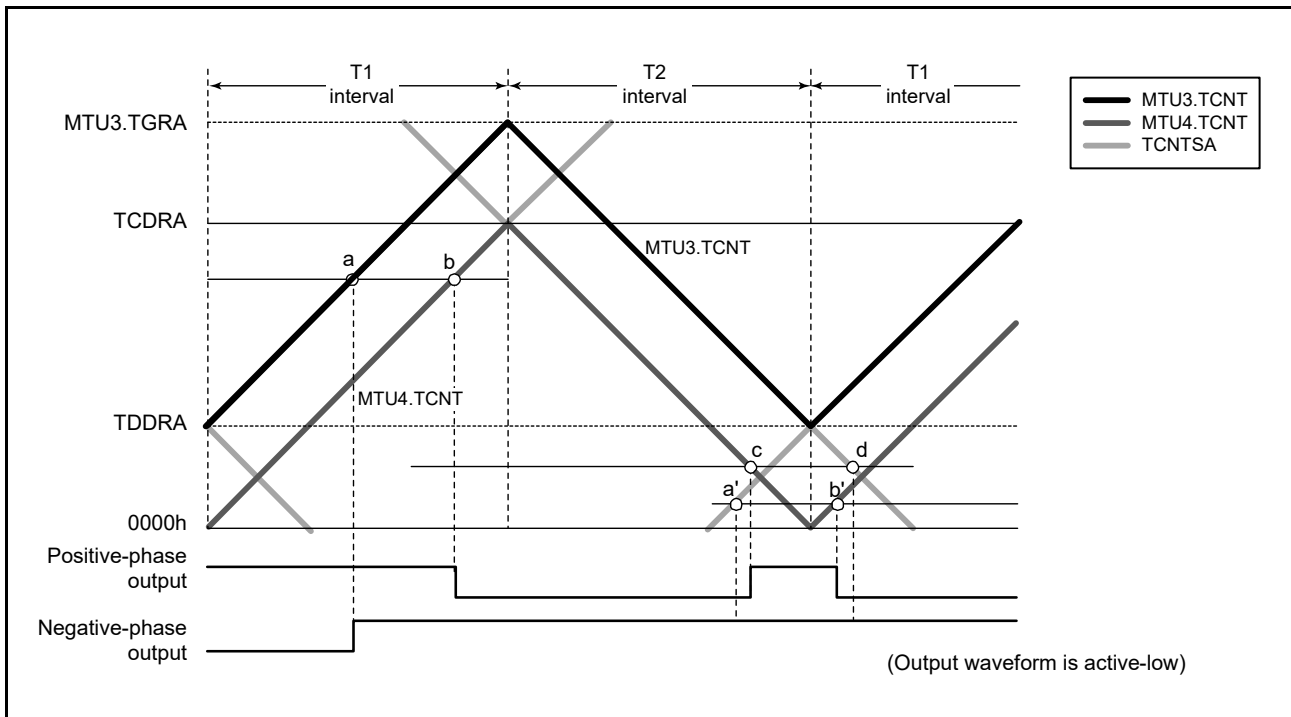 T1
interval
T2
interval
T1
interval
MTU3.TCNT
MTU4.TCNT
TCNTSA
MTU3.TGRA
TCDRA
a
b
MTU3.TCNT
MTU4.TCNT
TDDRA
c
d
a'
b'
0000h
Positive-phase
output
Negative-phase
output
(Output waveform is active-low)